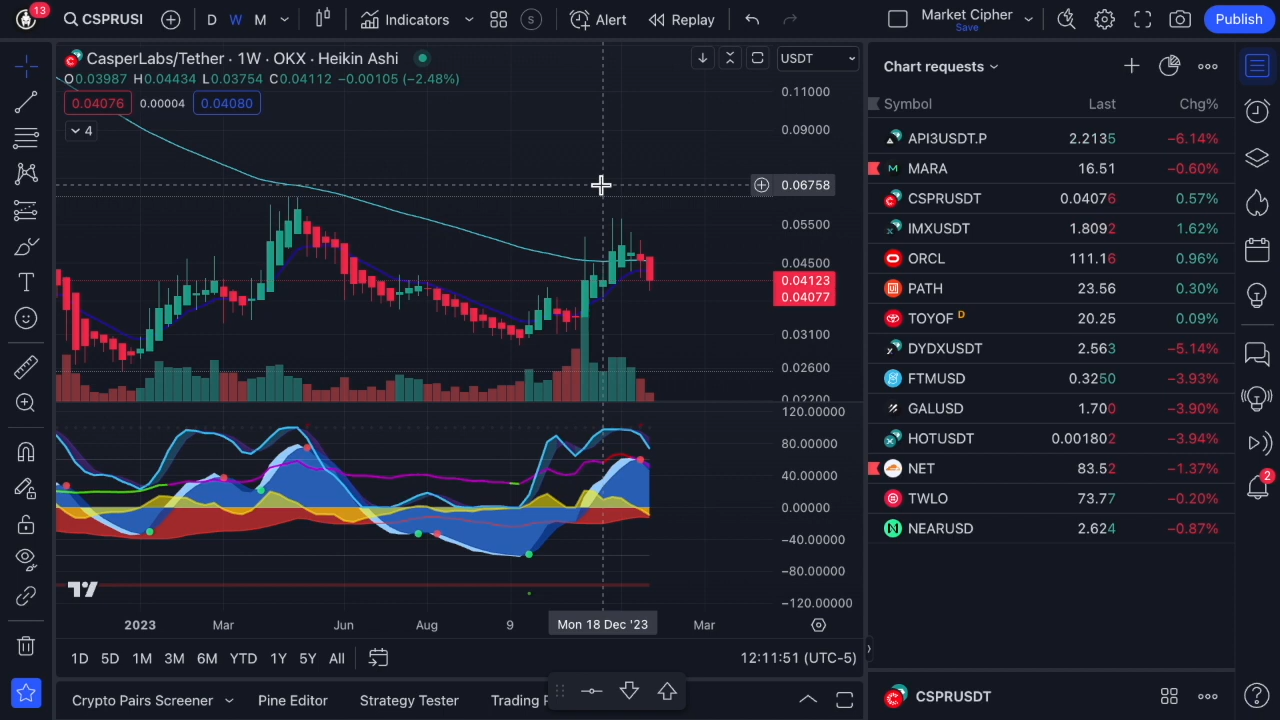 13
CSPRUSI
D W M
Indicators
S
Alert
Replay
Market Cipher
Save
Publish
CasperLabs/Tether · 1W · OKX · Heikin Ashi
O0.03987 H0.04434 L0.03754 C0.04112 −0.00105 (−2.48%)
0.04076 0.00004 0.04080
4
USDT
0.11000
0.09000
0.06758
0.05500
0.04500
0.04123
0.04077
0.03100
0.02600
0.02200
120.00000
80.00000
40.00000
0.00000
−40.00000
−80.00000
−120.00000
2023 Mar Jun Aug 9 Mon 18 Dec '23 Mar
1D 5D 1M 3M 6M YTD 1Y 5Y All
12:11:51 (UTC-5)
Crypto Pairs Screener Pine Editor Strategy Tester Trading
Chart requests
Symbol Last Chg%
API3USDT.P 2.2135 −6.14%
MARA 16.51 −0.60%
CSPRUSDT 0.04076 0.57%
IMXUSDT 1.8092 1.62%
ORCL 111.16 0.96%
PATH 23.56 0.30%
TOYOF D 20.25 0.09%
DYDXUSDT 2.563 −5.14%
FTMUSD 0.3250 −3.93%
GALUSD 1.700 −3.90%
HOTUSDT 0.001802 −3.94%
NET 83.52 −1.37%
TWLO 73.77 −0.20%
NEARUSD 2.624 −0.87%
CSPRUSDT
2